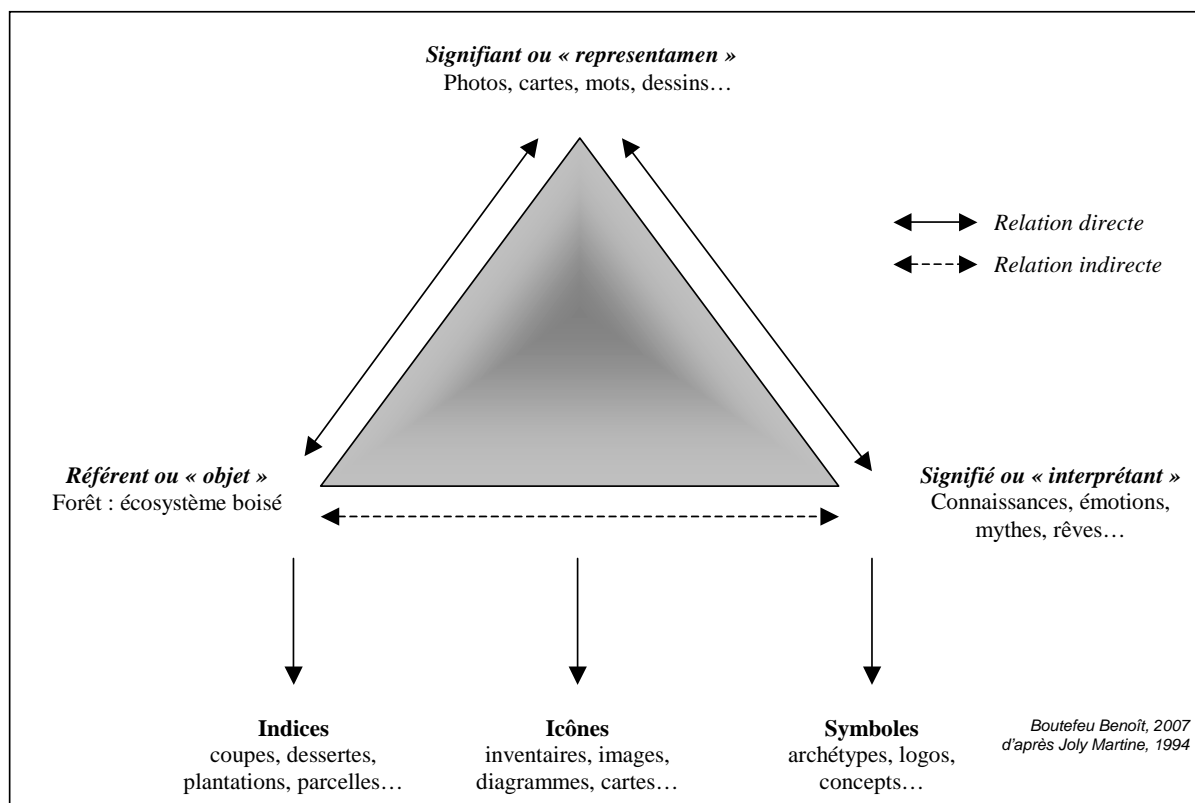 Signifiant ou « representamen »
Photos, cartes, mots, dessins…
Relation directe
Relation indirecte
Référent ou « objet »
Forêt : écosystème boisé
Signifié ou « interprétant »
Connaissances, émotions,
mythes, rêves…
Indices
coupes, dessertes,
plantations, parcelles…
Icônes
inventaires, images,
diagrammes, cartes…
Symboles
archétypes, logos,
concepts…
Boutefeu Benoît, 2007
d'après Joly Martine, 1994